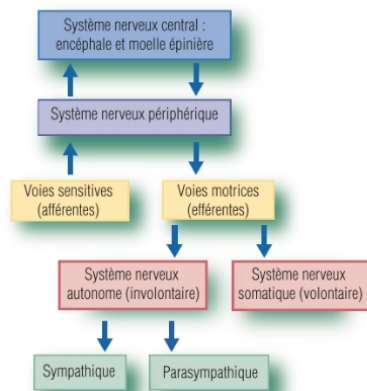 Système nerveux central :
encéphale et moelle épinière
Système nerveux périphérique
Voies sensitives
(afférentes)
Voies motrices
(efférentes)
Système nerveux
autonome (involontaire)
Système nerveux
somatique (volontaire)
Sympathique
Parasympathique